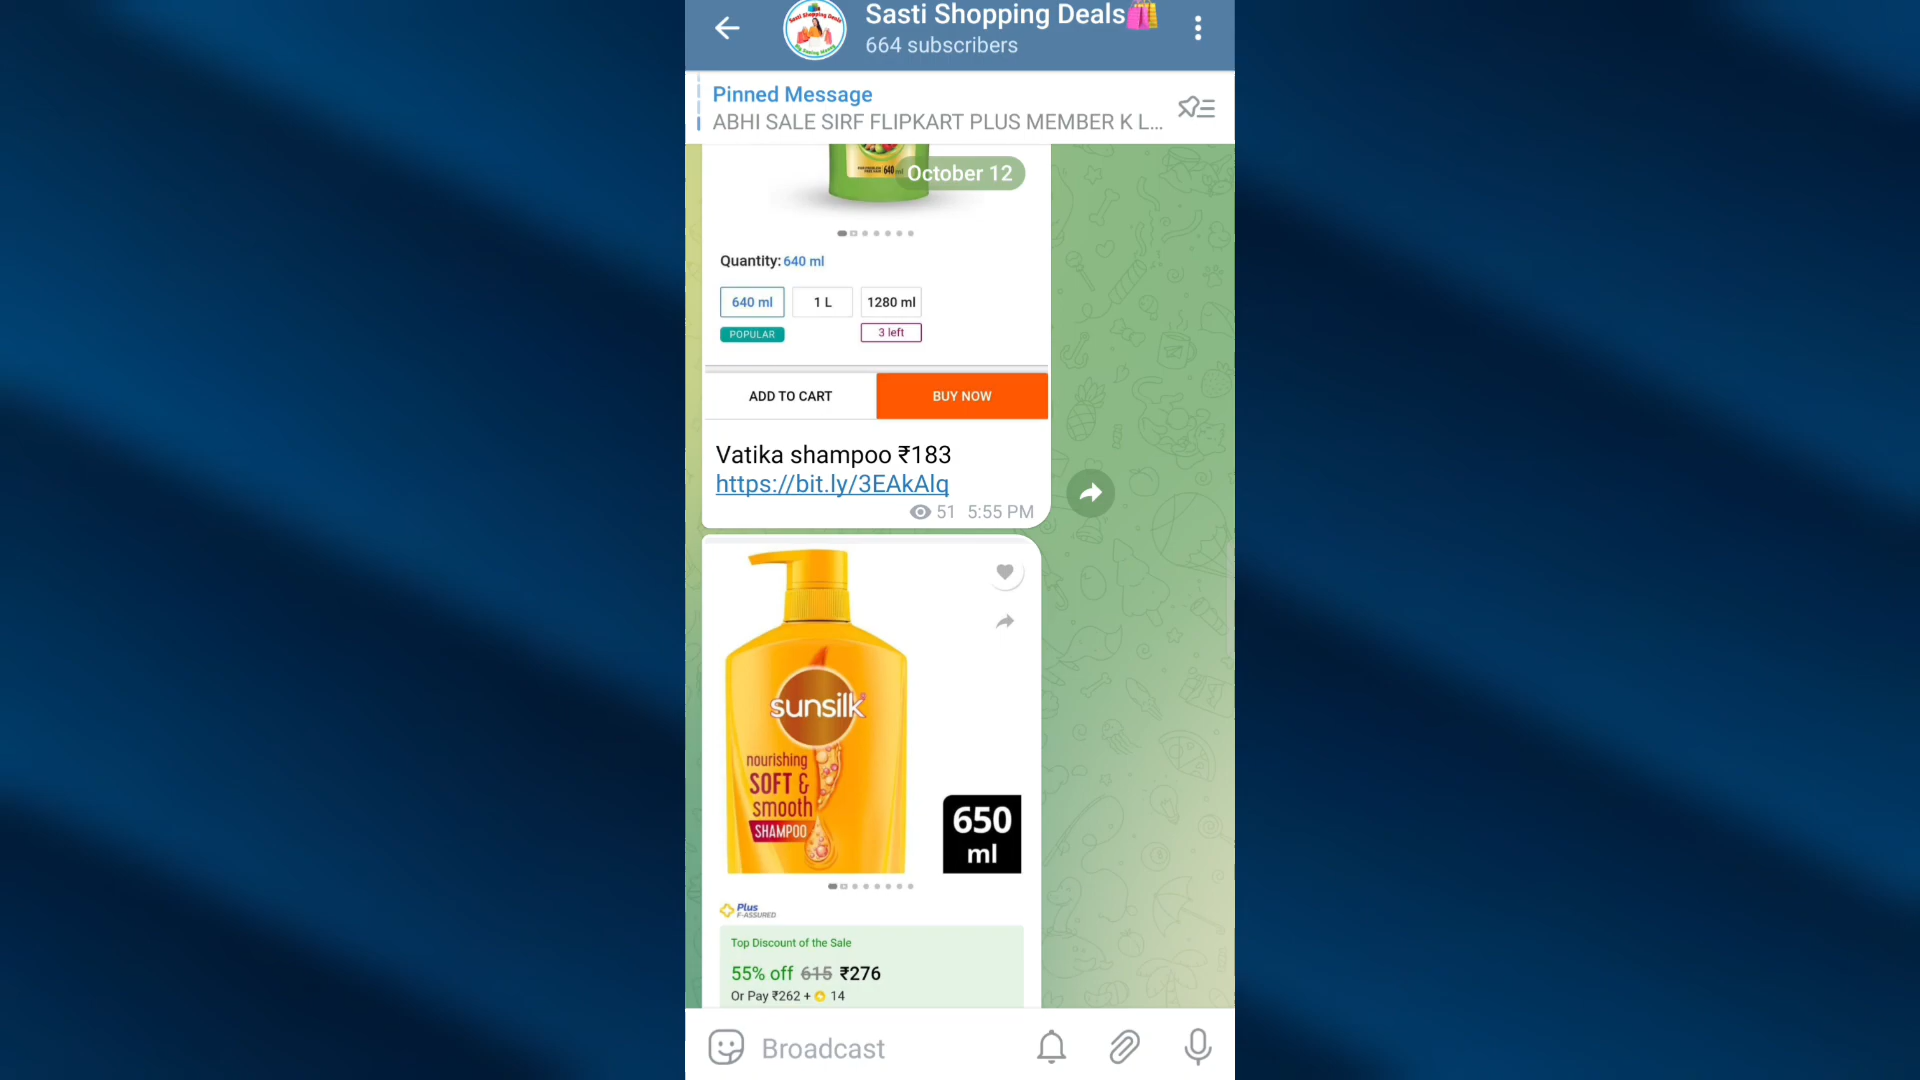 Sasti Shopping Deals🛍️
664 subscribers
Pinned Message
ABHI SALE SIRF FLIPKART PLUS MEMBER K L...
October 12
640 ml
Quantity: 640 ml
640 ml 1 L 1280 ml
POPULAR 3 left
ADD TO CART BUY NOW
Vatika shampoo ₹183
https://bit.ly/3EAkAlq
51 5:55 PM
sunsilk
nourishing
SOFT &
smooth
SHAMPOO
650
ml
Plus
F-ASSURED
Top Discount of the Sale
55% off 615 ₹276
Or Pay ₹262 + 14
Broadcast